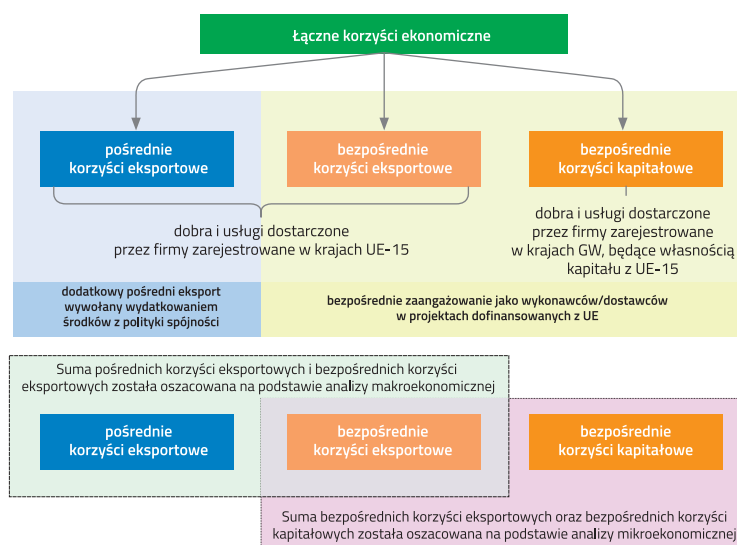 Łączne korzyści ekonomiczne
pośrednie
korzyści eksportowe
bezpośrednie
korzyści eksportowe
bezpośrednie
korzyści kapitałowe
dobra i usługi dostarczone
przez firmy zarejestrowane w krajach UE-15
dobra i usługi dostarczone
przez firmy zarejestrowane
w krajach GW, będące własnością
kapitału z UE-15
dodatkowy pośredni eksport
wywołany wydatkowaniem
środków z polityki spójności
bezpośrednie zaangażowanie jako wykonawców/dostawców
w projektach dofinansowanych z UE
Suma pośrednich korzyści eksportowych i bezpośrednich korzyści
eksportowych została oszacowana na podstawie analizy makroekonomicznej
pośrednie
korzyści eksportowe
bezpośrednie
korzyści eksportowe
bezpośrednie
korzyści kapitałowe
Suma bezpośrednich korzyści eksportowych oraz bezpośrednich korzyści
kapitałowych została oszacowana na podstawie analizy mikroekonomicznej